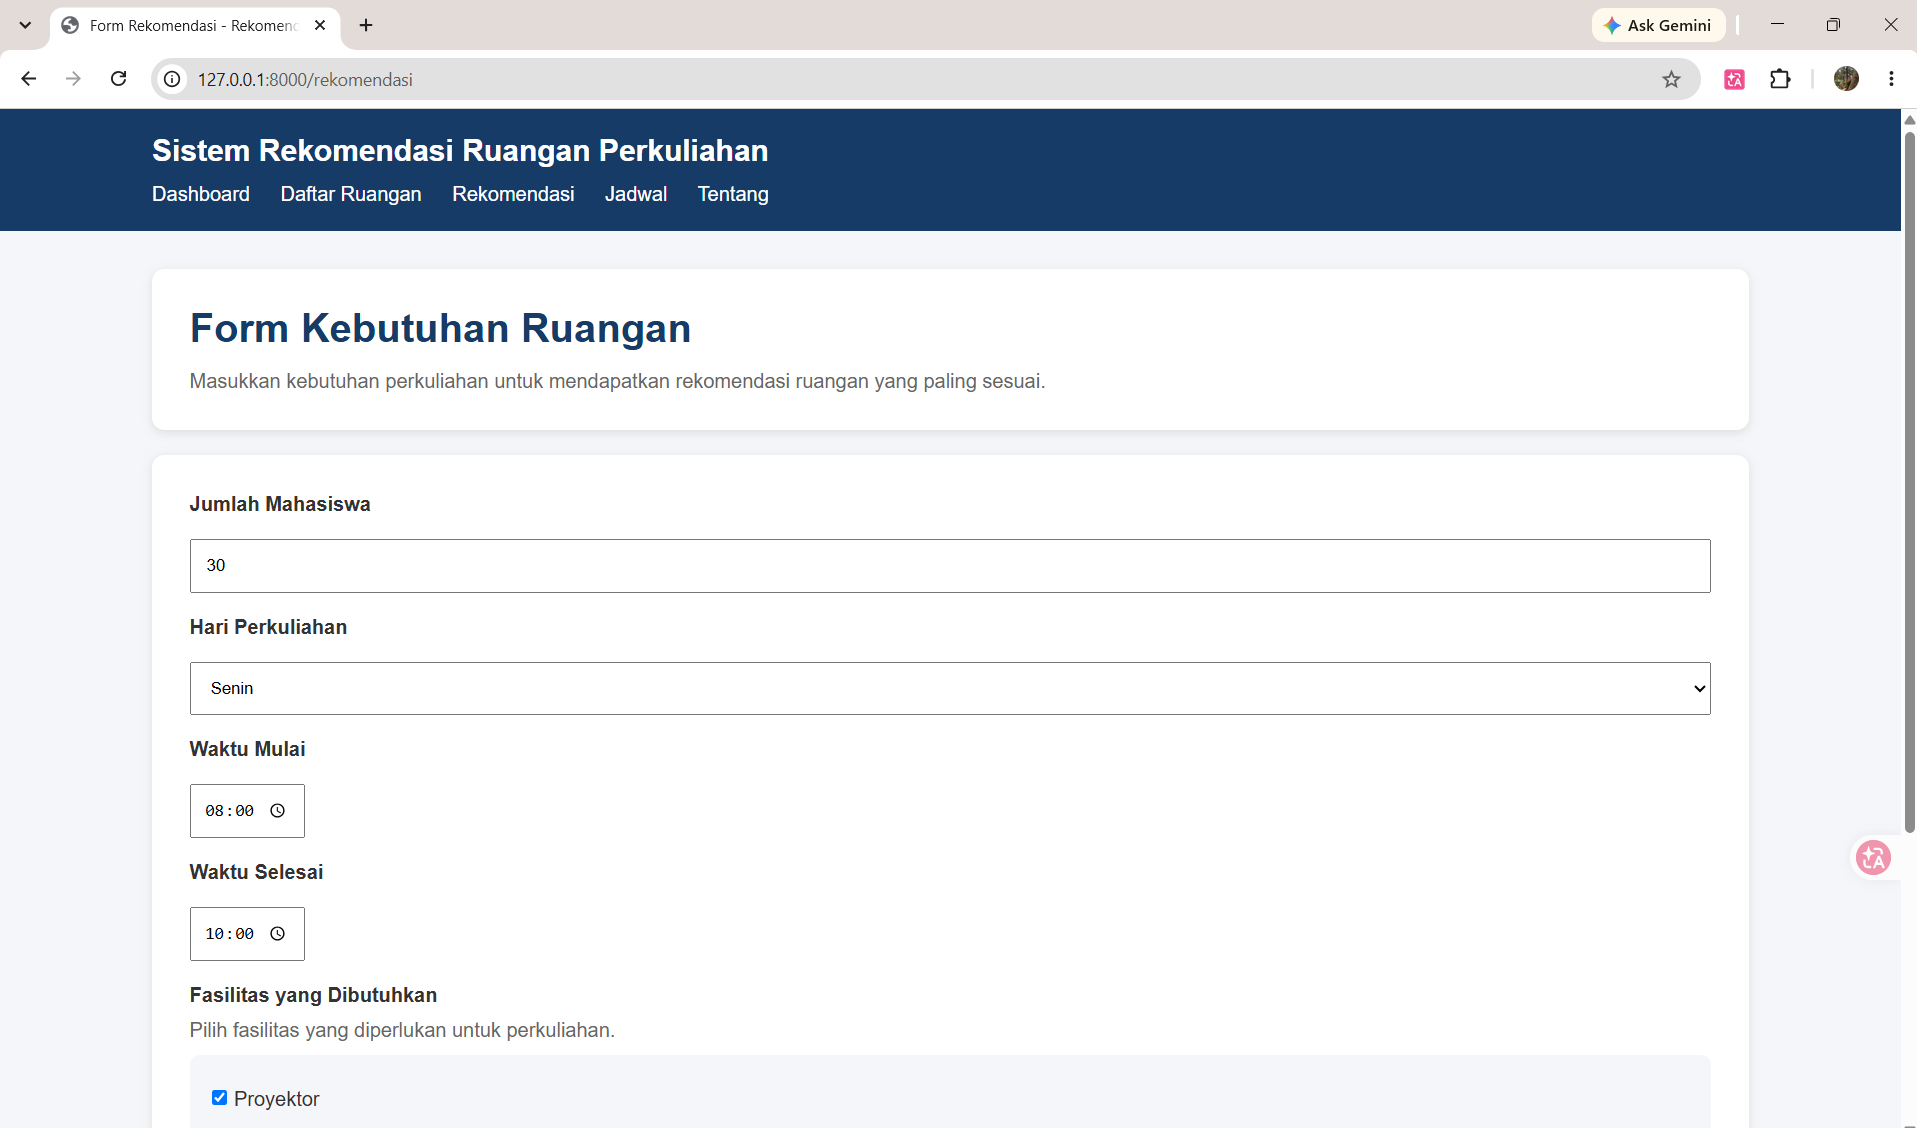 Form Rekomendasi - Rekomend
Ask Gemini
127.0.0.1:8000/rekomendasi
Sistem Rekomendasi Ruangan Perkuliahan
Dashboard Daftar Ruangan Rekomendasi Jadwal Tentang
Form Kebutuhan Ruangan
Masukkan kebutuhan perkuliahan untuk mendapatkan rekomendasi ruangan yang paling sesuai.
Jumlah Mahasiswa
30
Hari Perkuliahan
Senin
Waktu Mulai
08:00
Waktu Selesai
10:00
Fasilitas yang Dibutuhkan
Pilih fasilitas yang diperlukan untuk perkuliahan.
Proyektor